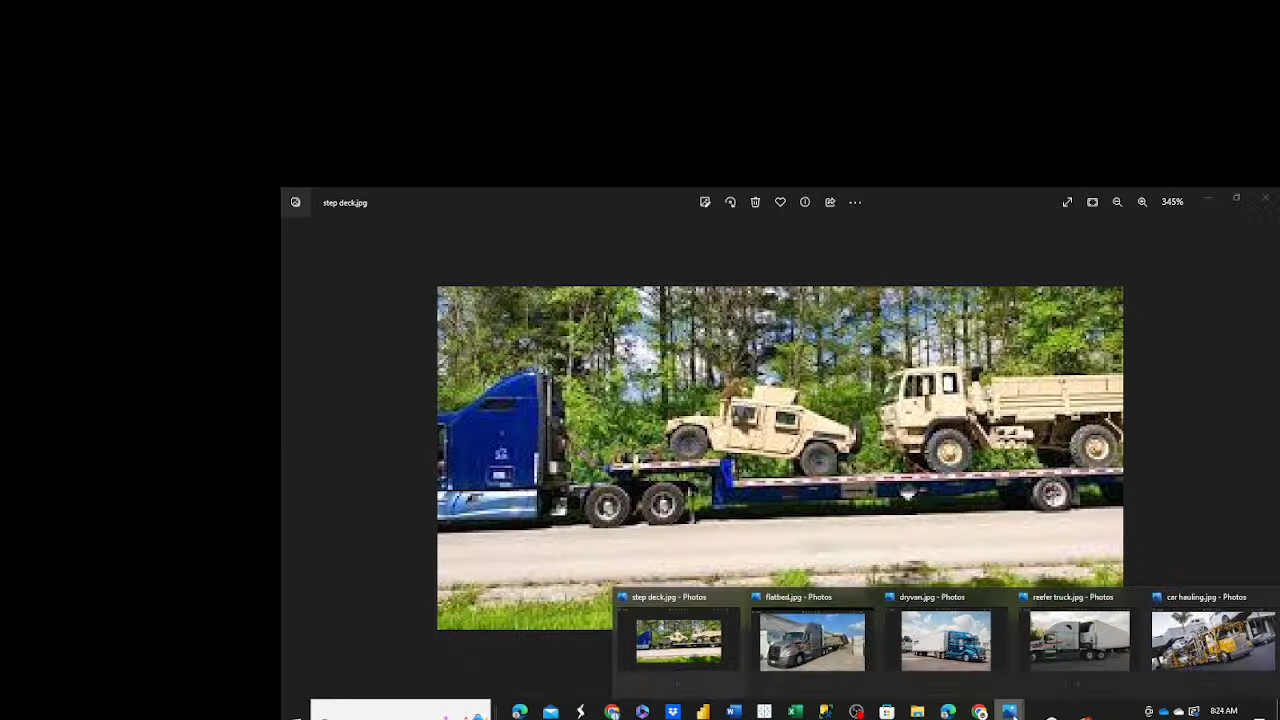 step deck.jpg
345%
step deck.jpg - Photos
flatbed.jpg - Photos
dryvan.jpg - Photos
reefer truck.jpg - Photos
car hauling.jpg - Photos
8:24 AM